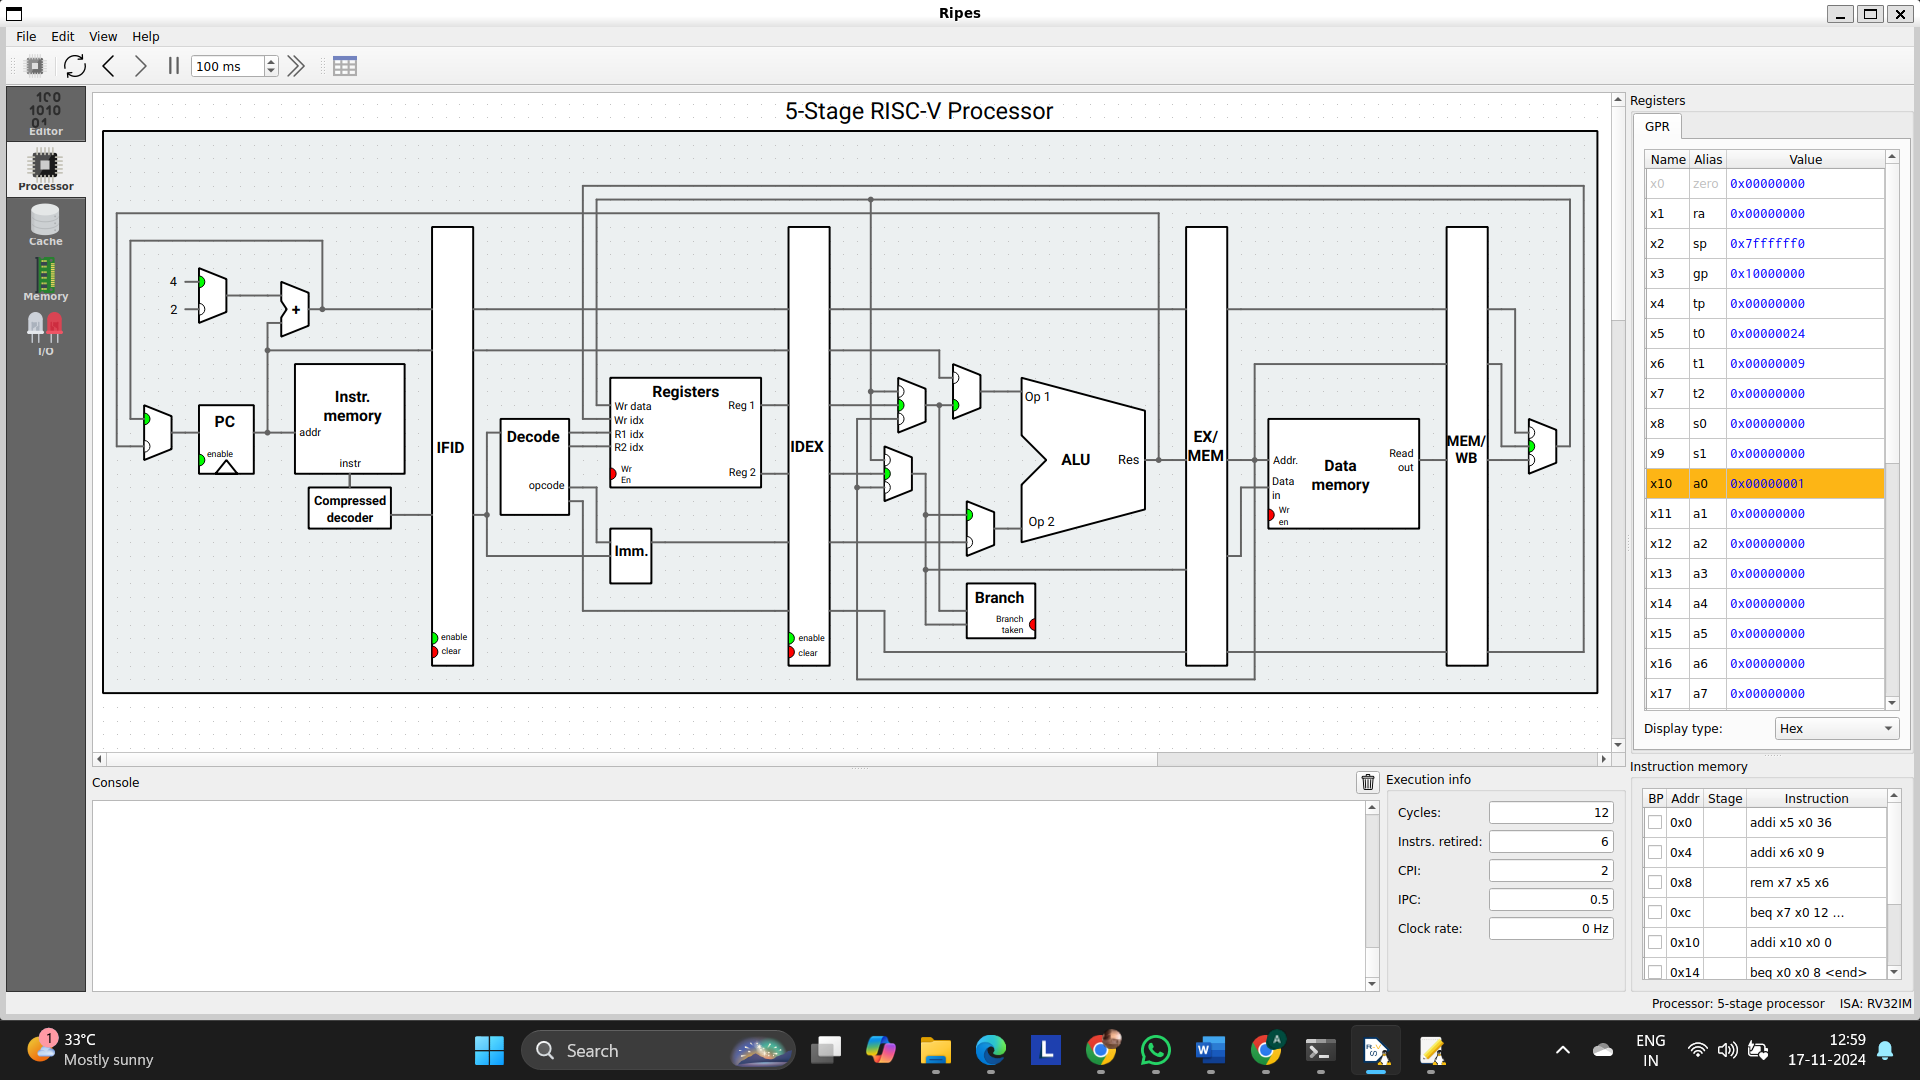 Ripes
File Edit View Help
100 ms
Editor
Processor
Cache
Memory
I/O
5-Stage RISC-V Processor
4
2
+
PC
enable
Instr.
memory
addr
instr
Compressed
decoder
IFID
enable
clear
Decode
opcode
Registers
Wr data
Wr idx
R1 idx
R2 idx
Wr
En
Reg 1
Reg 2
Imm.
IDEX
enable
clear
Op 1
ALU
Res
Op 2
Branch
Branch
taken
EX/
MEM
Addr.
Data
in
Wr
en
Data
memory
Read
out
MEM/
WB
Registers
GPR
Name Alias Value
x0 zero 0x00000000
x1 ra 0x00000000
x2 sp 0x7ffffff0
x3 gp 0x10000000
x4 tp 0x00000000
x5 t0 0x00000024
x6 t1 0x00000009
x7 t2 0x00000000
x8 s0 0x00000000
x9 s1 0x00000000
x10 a0 0x00000001
x11 a1 0x00000000
x12 a2 0x00000000
x13 a3 0x00000000
x14 a4 0x00000000
x15 a5 0x00000000
x16 a6 0x00000000
x17 a7 0x00000000
Display type: Hex
Console
Execution info
Cycles: 12
Instrs. retired: 6
CPI: 2
IPC: 0.5
Clock rate: 0 Hz
Instruction memory
BP Addr Stage Instruction
0x0 addi x5 x0 36
0x4 addi x6 x0 9
0x8 rem x7 x5 x6
0xc beq x7 x0 12 ...
0x10 addi x10 x0 0
0x14 beq x0 x0 8 <end>
Processor: 5-stage processor ISA: RV32IM
1
33°C
Mostly sunny
Search
L
W
A
ENG
IN
12:59
17-11-2024